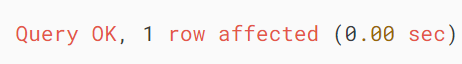 Query OK, 1 row affected (0.00 sec)